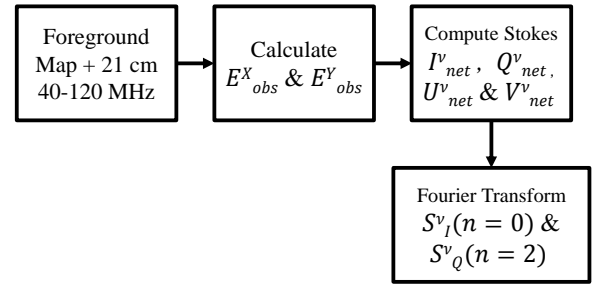 Foreground
Map + 21 cm
40-120 MHz
Calculate
E^X_obs & E^Y_obs
Compute Stokes
I^ν_net , Q^ν_net ,
U^ν_net & V^ν_net
Fourier Transform
S^ν_I(n = 0) &
S^ν_Q(n = 2)